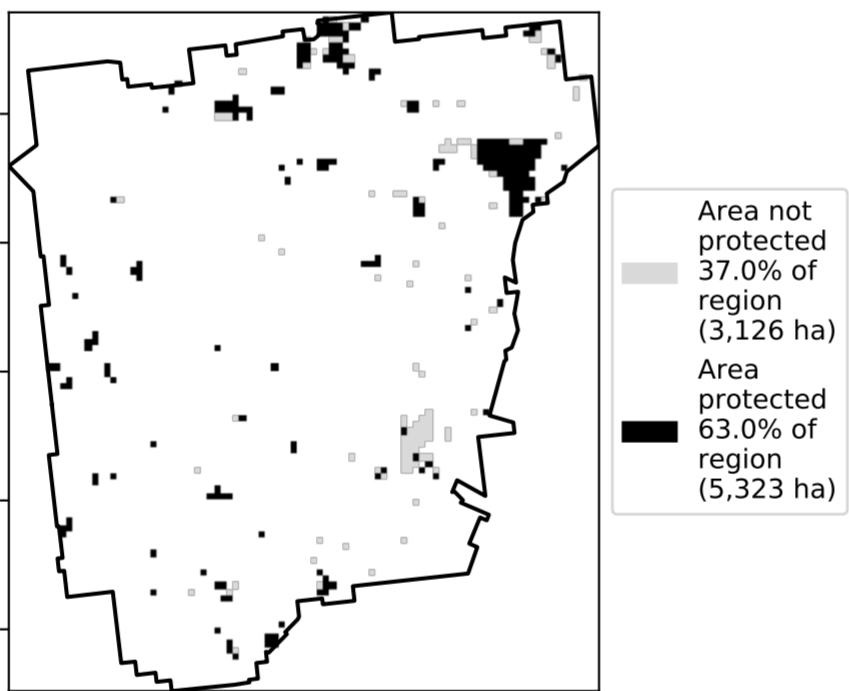 Area not
protected
37.0% of
region
(3,126 ha)
Area
protected
63.0% of
region
(5,323 ha)